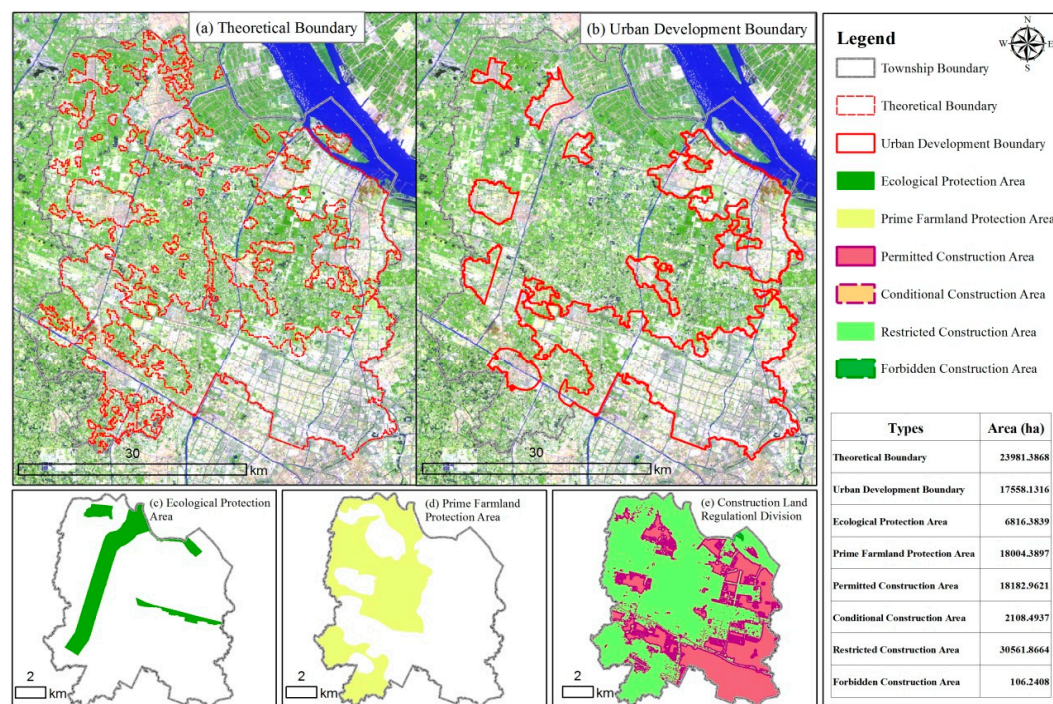 (a) Theoretical Boundary
(b) Urban Development Boundary
30
km
30
km
(c) Ecological Protection
Area
2
km
(d) Prime Farmland
Protection Area
2
km
(e) Construction Land
Regulationl Division
2
km
Legend
N
W
E
S
Township Boundary
Theoretical Boundary
Urban Development Boundary
Ecological Protection Area
Prime Farmland Protection Area
Permitted Construction Area
Conditional Construction Area
Restricted Construction Area
Forbidden Construction Area
Types Area (ha)
Theoretical Boundary 23981.3868
Urban Development Boundary 17558.1316
Ecological Protection Area 6816.3839
Prime Farmland Protection Area 18004.3897
Permitted Construction Area 18182.9621
Conditional Construction Area 2108.4937
Restricted Construction Area 30561.8664
Forbidden Construction Area 106.2408